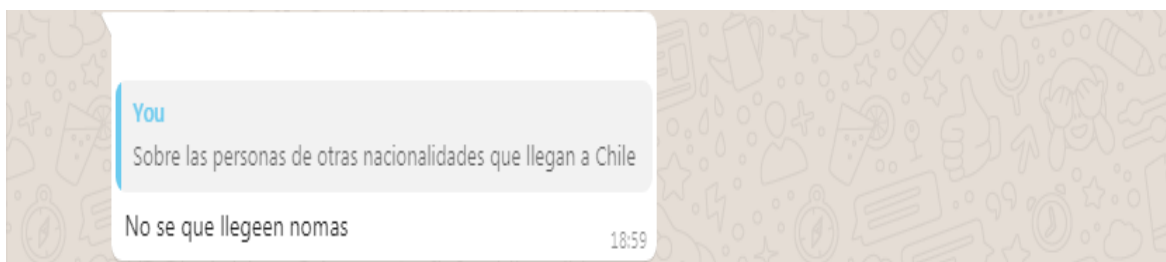 You
Sobre las personas de otras nacionalidades que llegan a Chile
No se que llegeen nomas
18:59